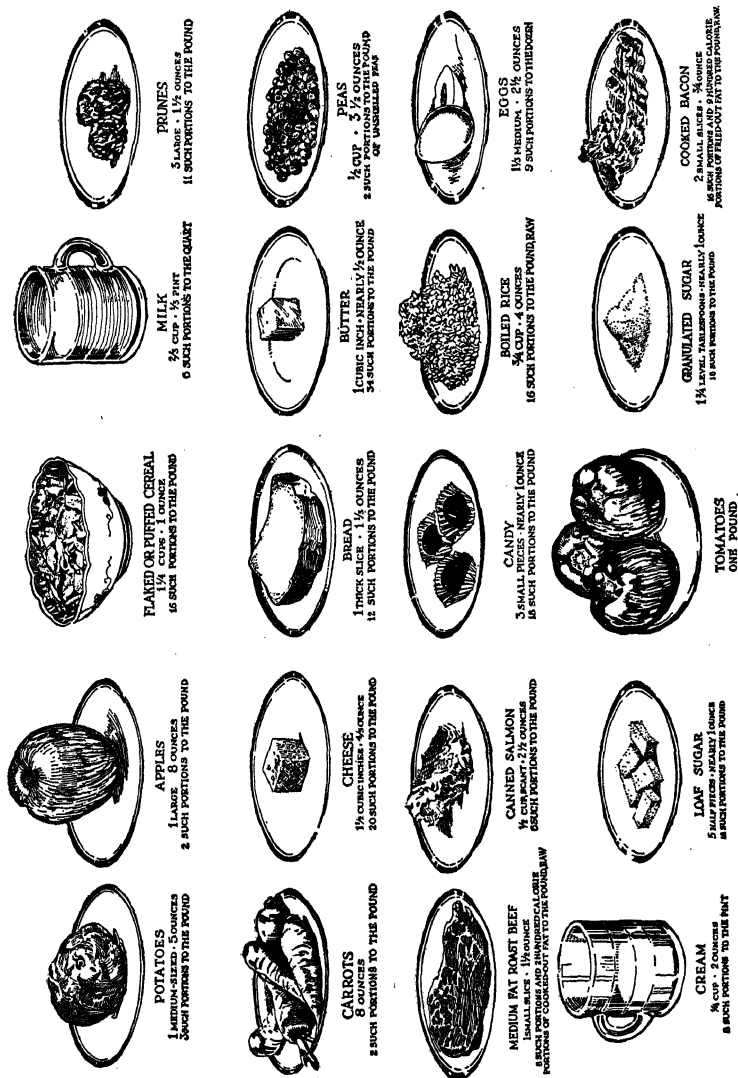 POTATOES
1 MEDIUM-SIZED · 5 OUNCES
3 SUCH PORTIONS TO THE POUND
APPLES
1 LARGE 8 OUNCES
2 SUCH PORTIONS TO THE POUND
FLAKED OR PUFFED CEREAL
1¼ CUPS · 1 OUNCE
16 SUCH PORTIONS TO THE POUND
MILK
⅔ CUP · ⅓ PINT
6 SUCH PORTIONS TO THE QUART
PRUNES
3 LARGE · 1½ OUNCES
11 SUCH PORTIONS TO THE POUND
CARROTS
8 OUNCES
2 SUCH PORTIONS TO THE POUND
CHEESE
1½ CUBIC INCHES · OUNCE
20 SUCH PORTIONS TO THE POUND
BREAD
1 THICK SLICE · OUNCES
12 SUCH PORTIONS TO THE POUND
BUTTER
1 CUBIC INCH · NEARLY ½ OUNCE
34 SUCH PORTIONS TO THE POUND
PEAS
½ CUP · 3½ OUNCES
2 SUCH PORTIONS TO THE POUND
OF UNSHELLED PEAS
MEDIUM FAT ROAST BEEF
1 SMALL SLICE · 1½ OUNCE
8 SUCH PORTIONS AND 2 HUNDRED CALORIE
PORTIONS OF COOKED-OUT FAT TO THE POUND, RAW
CANNED SALMON
½ CUP, SCANT · 2½ OUNCES
6 SUCH PORTIONS TO THE POUND
CANDY
3 SMALL PIECES · NEARLY 1 OUNCE
18 SUCH PORTIONS TO THE POUND
BOILED RICE
¾ CUP · 4 OUNCES
16 SUCH PORTIONS TO THE POUND, RAW
EGGS
1⅓ MEDIUM · 2½ OUNCES
9 SUCH PORTIONS TO THE DOZEN
CREAM
¼ CUP · 2 OUNCES
8 SUCH PORTIONS TO THE PINT
LOAF SUGAR
5 HALF PIECES · NEARLY 1 OUNCE
18 SUCH PORTIONS TO THE POUND
TOMATOES
ONE POUND
GRANULATED SUGAR
1¾ LEVEL TABLESPOONS · NEARLY 1 OUNCE
18 SUCH PORTIONS TO THE POUND
COOKED BACON
2 SMALL SLICES · ¾ OUNCE
16 SUCH PORTIONS AND 9 HUNDRED CALORIE
PORTIONS OF FRIED-OUT FAT TO THE POUND, RAW.